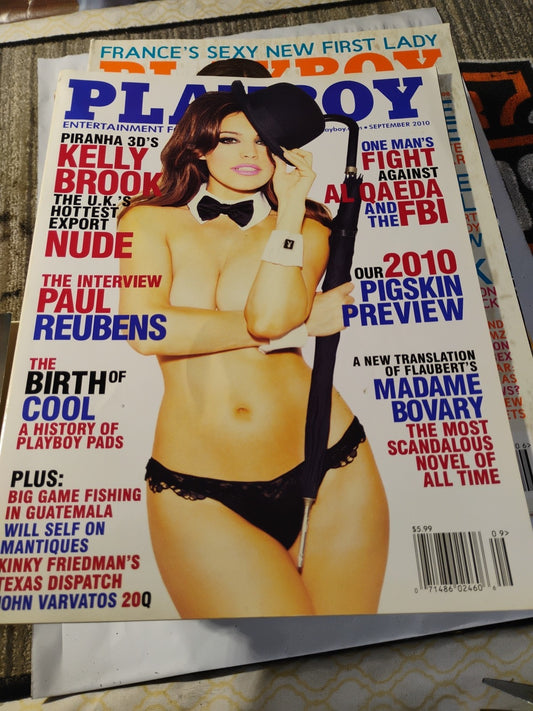 FRANCE'S SEXY NEW FIRST LADY
PLAYBOY
PLAYBOY
ENTERTAINMENT F
SEPTEMBER 2010
PIRANHA 3D'S
KELLY
BROOK
THE U.K.'S
HOTTEST
EXPORT
NUDE
ONE MAN'S
FIGHT
AGAINST
AL QAEDA
AND
THE FBI
THE INTERVIEW
PAUL
REUBENS
OUR 2010
PIGSKIN
PREVIEW
THE
BIRTH OF
COOL
A HISTORY OF
PLAYBOY PADS
A NEW TRANSLATION
OF FLAUBERT'S
MADAME
BOVARY
THE MOST
SCANDALOUS
NOVEL OF
ALL TIME
PLUS:
BIG GAME FISHING
IN GUATEMALA
WILL SELF ON
MANTIQUES
KINKY FRIEDMAN'S
TEXAS DISPATCH
JOHN VARVATOS 20Q
$5.99
09>
0 71486 02460 6